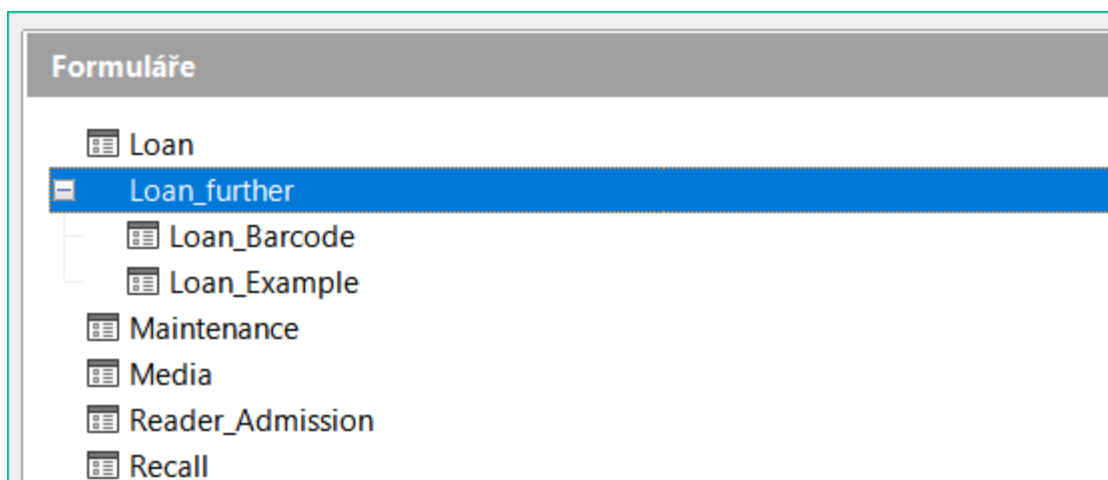 Formuláře
Loan
Loan_further
Loan_Barcode
Loan_Example
Maintenance
Media
Reader_Admission
Recall